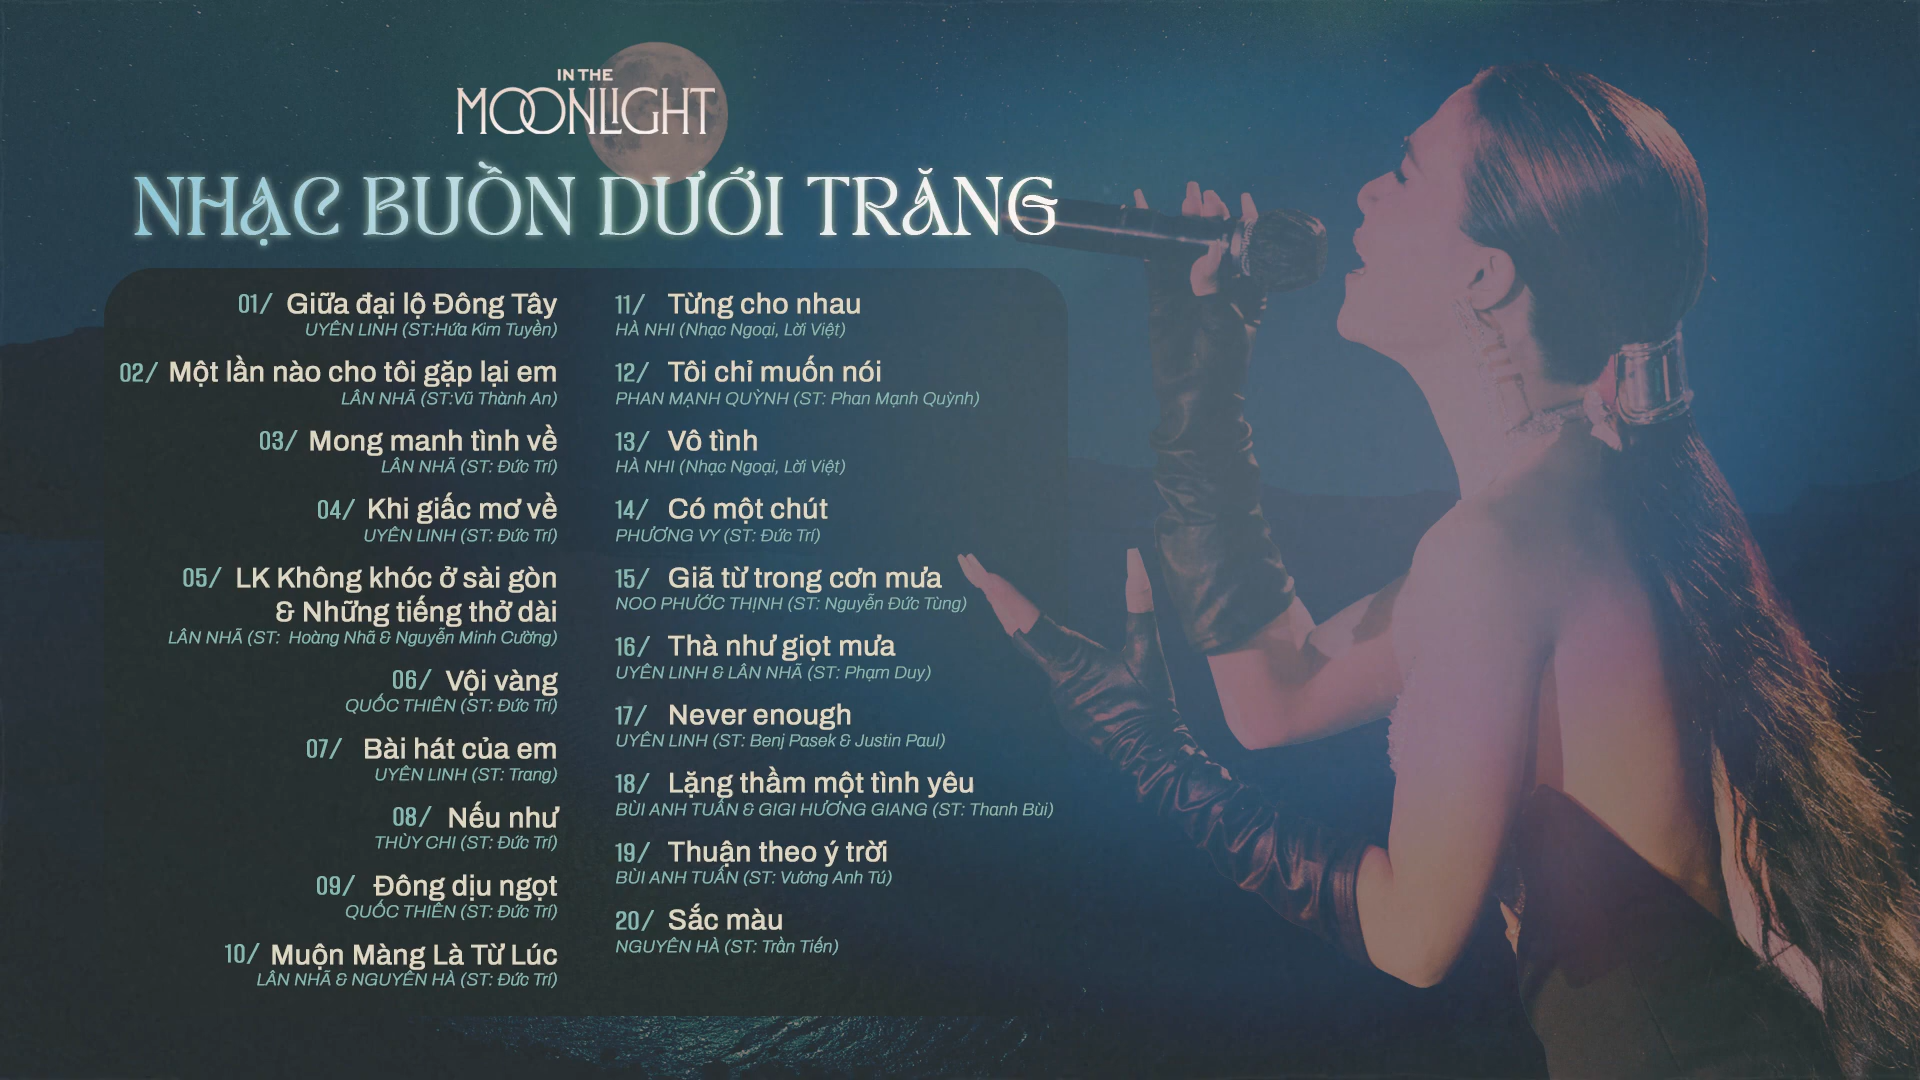 IN THE
MOONLIGHT
NHẠC BUỒN DƯỚI TRĂNG
01/ Giữa đại lộ Đông Tây
UYÊN LINH (ST:Hứa Kim Tuyền)
02/ Một lần nào cho tôi gặp lại em
LÂN NHÃ (ST:Vũ Thành An)
03/ Mong manh tình về
LÂN NHÃ (ST: Đức Trí)
04/ Khi giấc mơ về
UYÊN LINH (ST: Đức Trí)
05/ LK Không khóc ở sài gòn
& Những tiếng thở dài
LÂN NHÃ (ST: Hoàng Nhã & Nguyễn Minh Cường)
06/ Vội vàng
QUỐC THIÊN (ST: Đức Trí)
07/ Bài hát của em
UYÊN LINH (ST: Trang)
08/ Nếu như
THÙY CHI (ST: Đức Trí)
09/ Đông dịu ngọt
QUỐC THIÊN (ST: Đức Trí)
10/ Muộn Màng Là Từ Lúc
LÂN NHÃ & NGUYÊN HÀ (ST: Đức Trí)
11/ Từng cho nhau
HÀ NHI (Nhạc Ngoại, Lời Việt)
12/ Tôi chỉ muốn nói
PHAN MẠNH QUỲNH (ST: Phan Mạnh Quỳnh)
13/ Vô tình
HÀ NHI (Nhạc Ngoại, Lời Việt)
14/ Có một chút
PHƯƠNG VY (ST: Đức Trí)
15/ Giã từ trong cơn mưa
NOO PHƯỚC THỊNH (ST: Nguyễn Đức Tùng)
16/ Thà như giọt mưa
UYÊN LINH & LÂN NHÃ (ST: Phạm Duy)
17/ Never enough
UYÊN LINH (ST: Benj Pasek & Justin Paul)
18/ Lặng thầm một tình yêu
BÙI ANH TUẤN & GIGI HƯƠNG GIANG (ST: Thanh Bùi)
19/ Thuận theo ý trời
BÙI ANH TUẤN (ST: Vương Anh Tú)
20/ Sắc màu
NGUYÊN HÀ (ST: Trần Tiến)